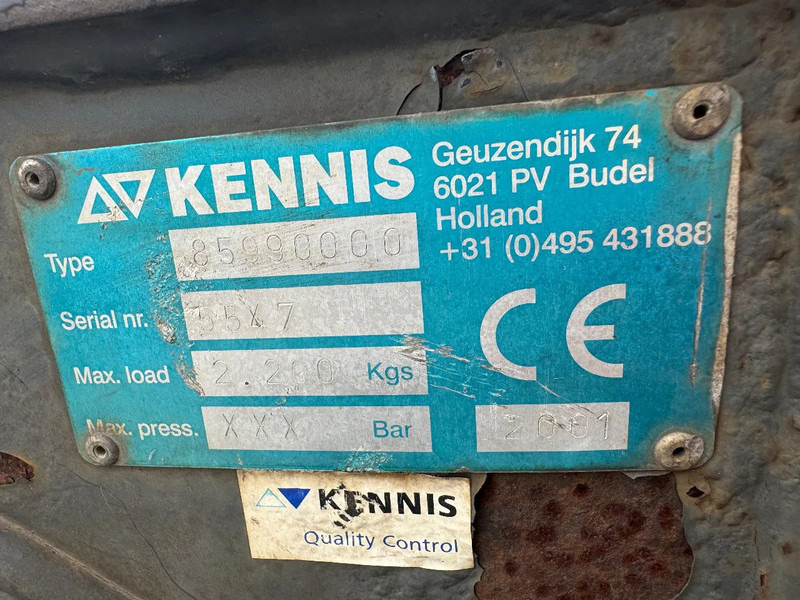 KENNIS
Geuzendijk 74
6021 PV Budel
Holland
+31 (0)495 431888
Type 85990000
Serial nr.
Max. load 2.200 Kgs
Max. press. XXX Bar
CE
2001
KENNIS
Quality Control